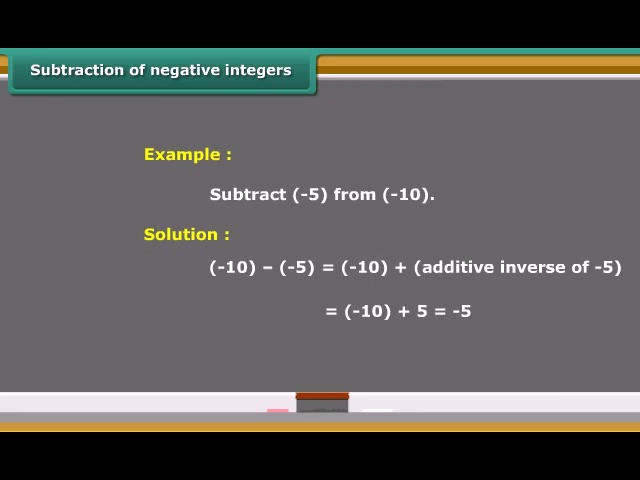 Subtraction of negative integers
Example :
Subtract (-5) from (-10).
Solution :
(-10) – (-5) = (-10) + (additive inverse of -5)
= (-10) + 5 = -5